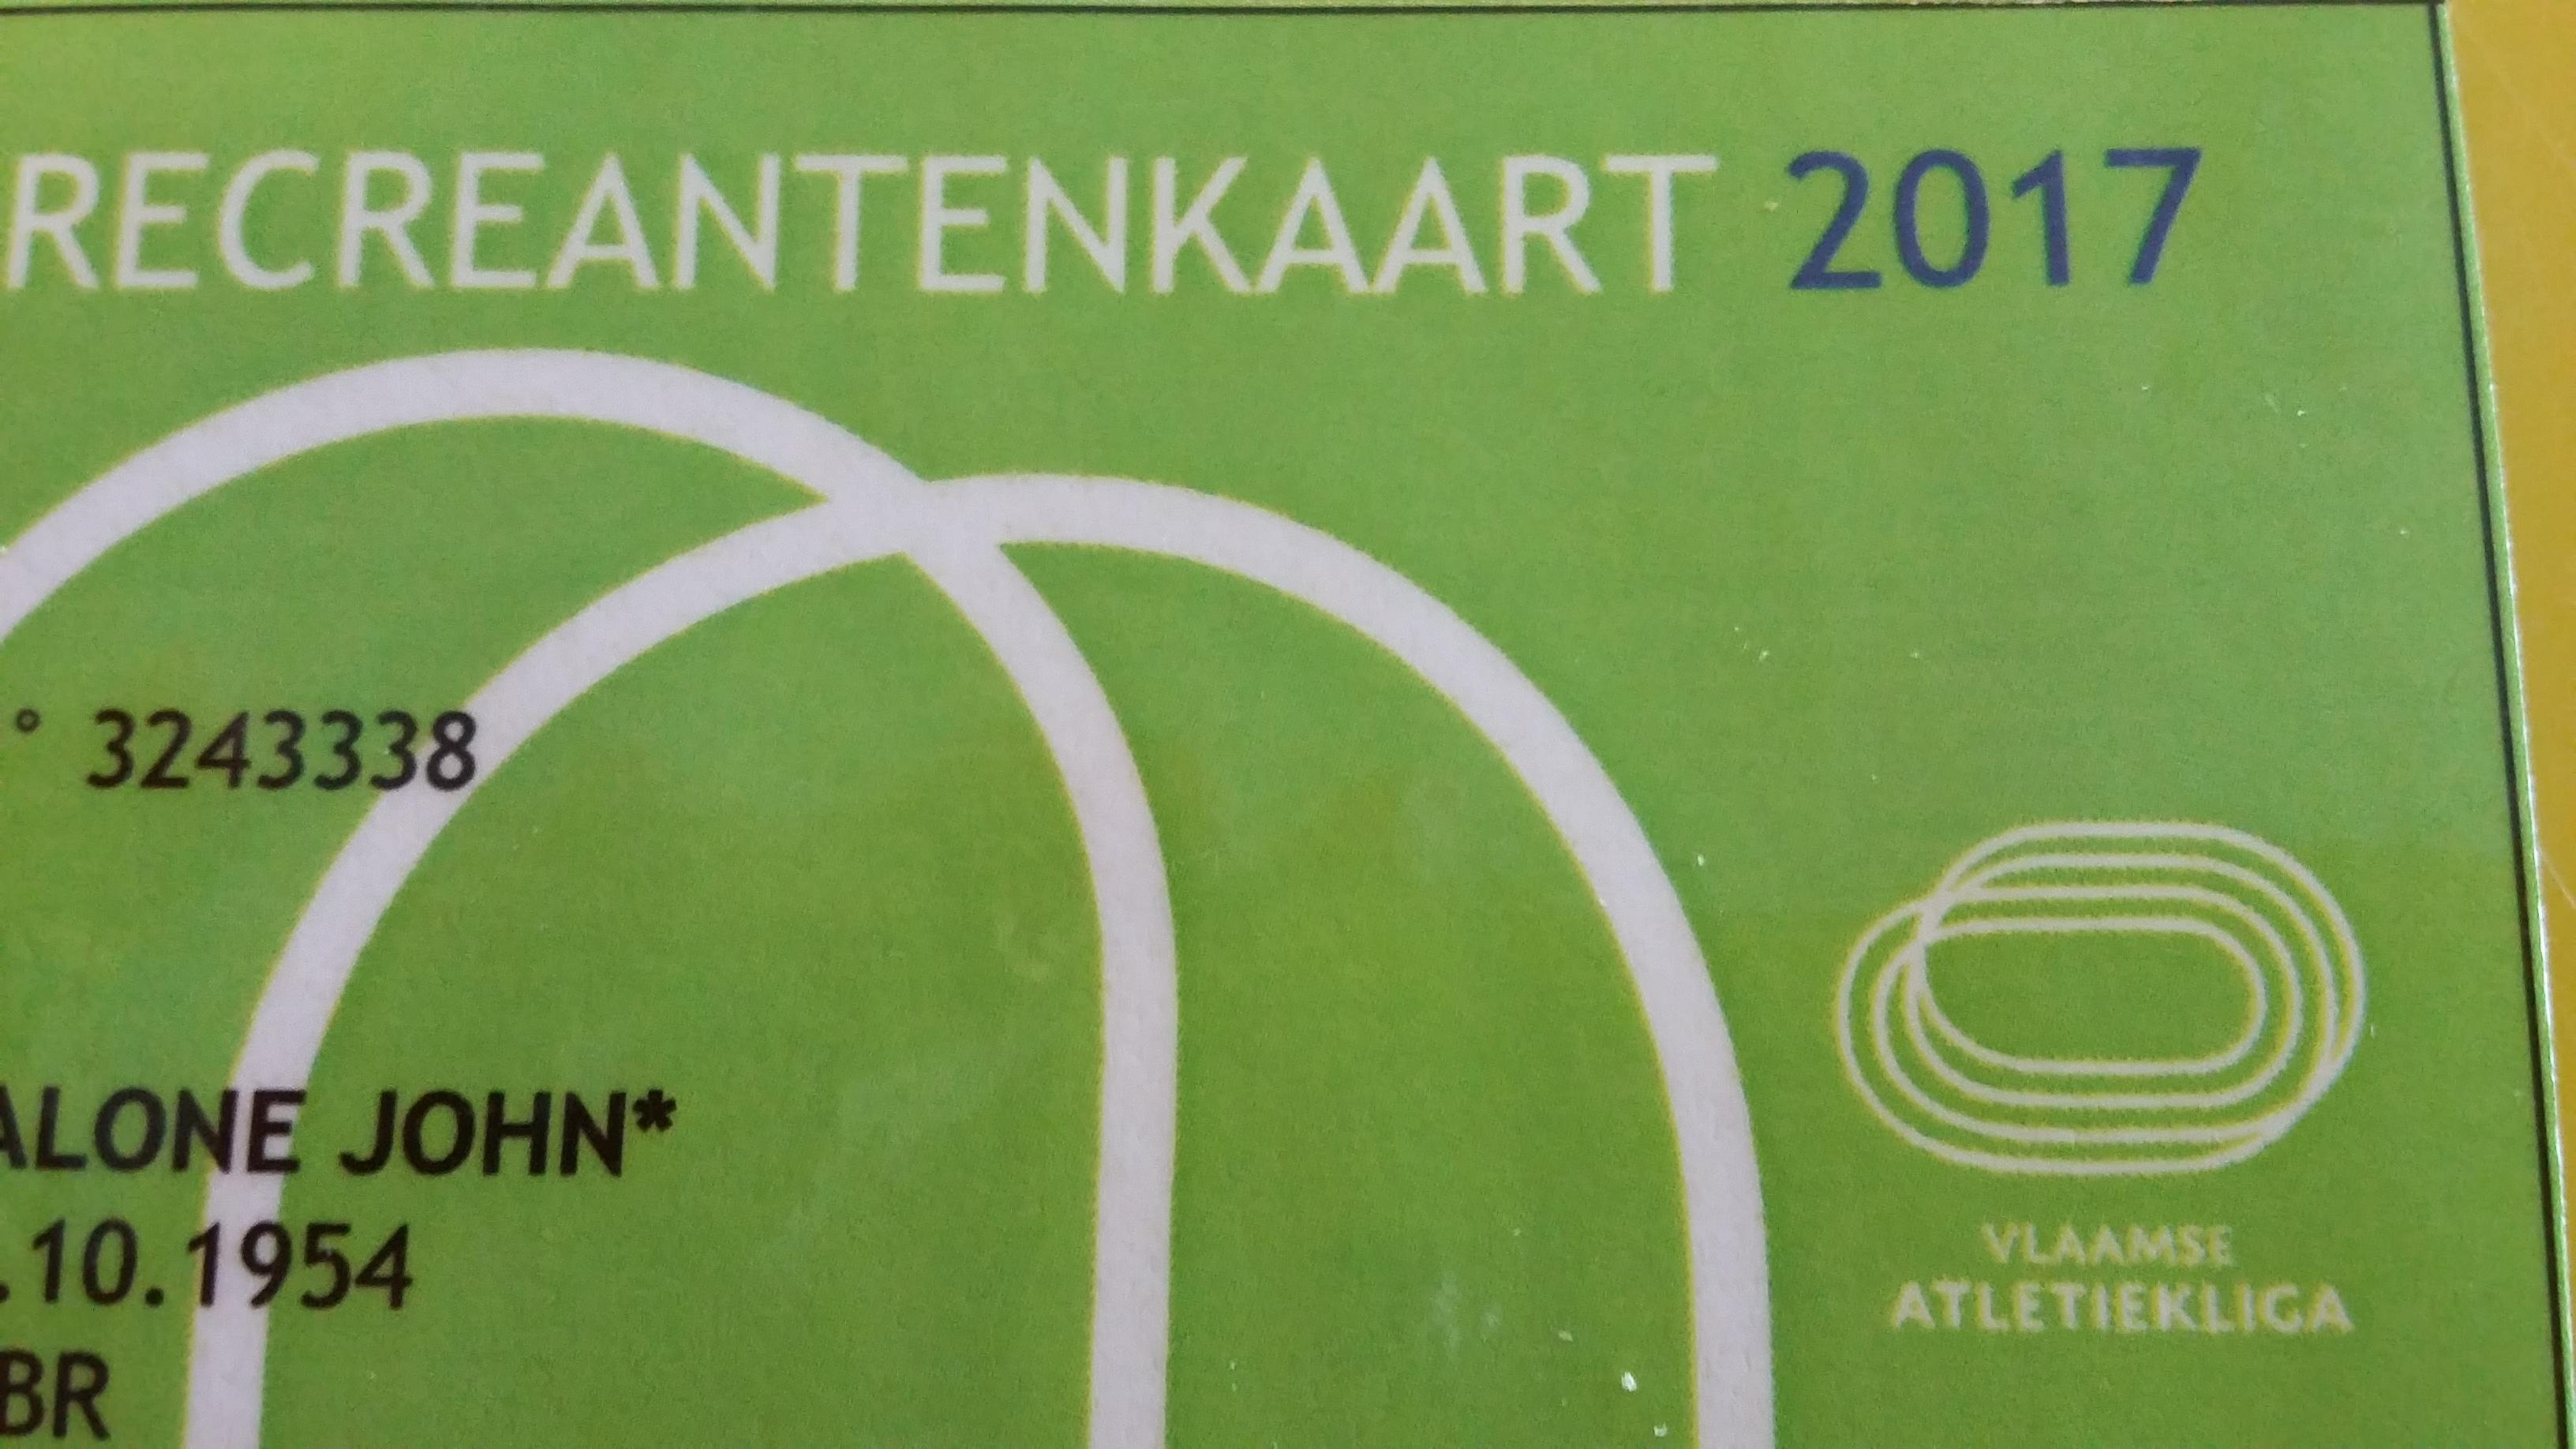 RECREANTENKAART 2017
° 3243338
ALONE JOHN*
.10.1954
BR
VLAAMSE
ATLETIEKLIGA